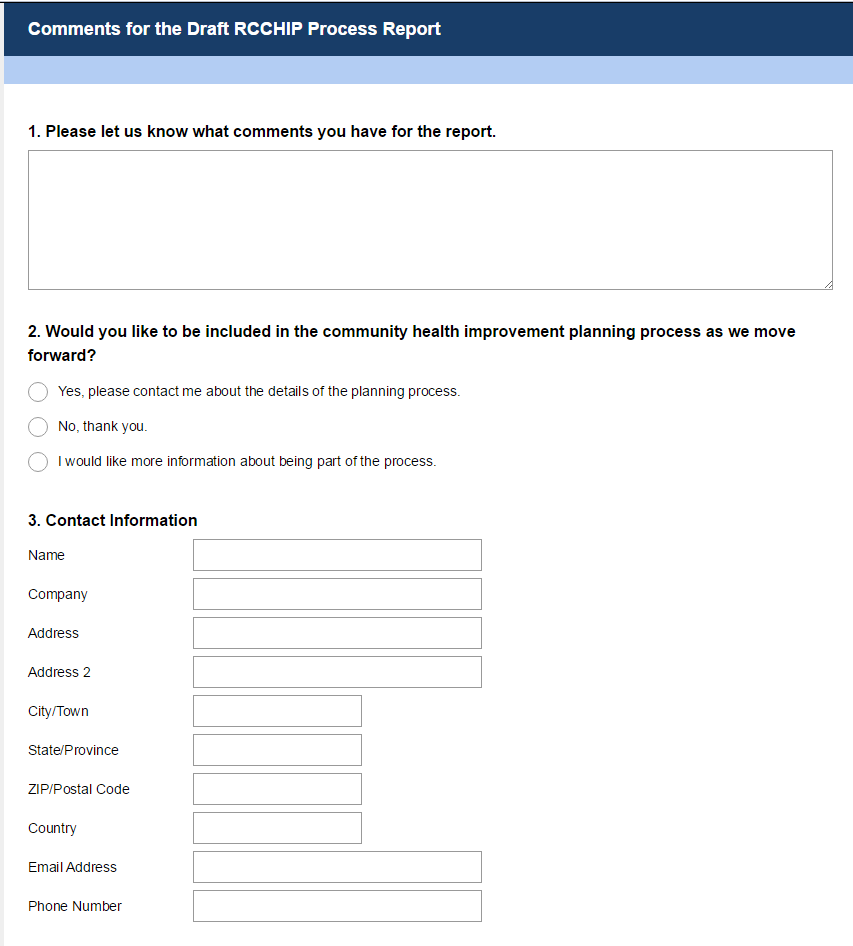 Comments for the Draft RCCHIP Process Report
1. Please let us know what comments you have for the report.
2. Would you like to be included in the community health improvement planning process as we move
forward?
Yes, please contact me about the details of the planning process.
No, thank you.
I would like more information about being part of the process.
3. Contact Information
Name
Company
Address
Address 2
City/Town
State/Province
ZIP/Postal Code
Country
Email Address
Phone Number